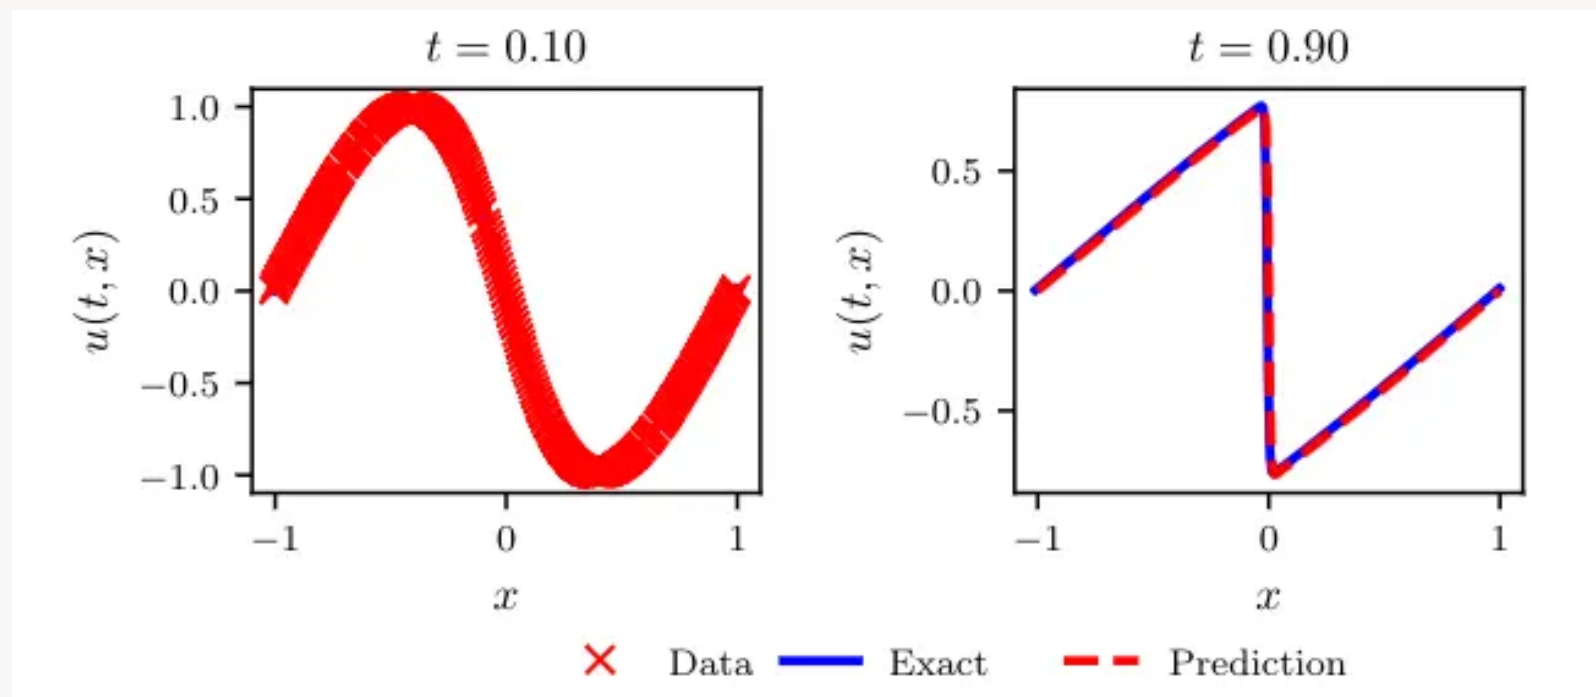 t = 0.10
t = 0.90
1.0
0.5
0.0
−0.5
−1.0
u(t, x)
−1 0 1
x
0.5
0.0
−0.5
u(t, x)
−1 0 1
x
Data Exact Prediction